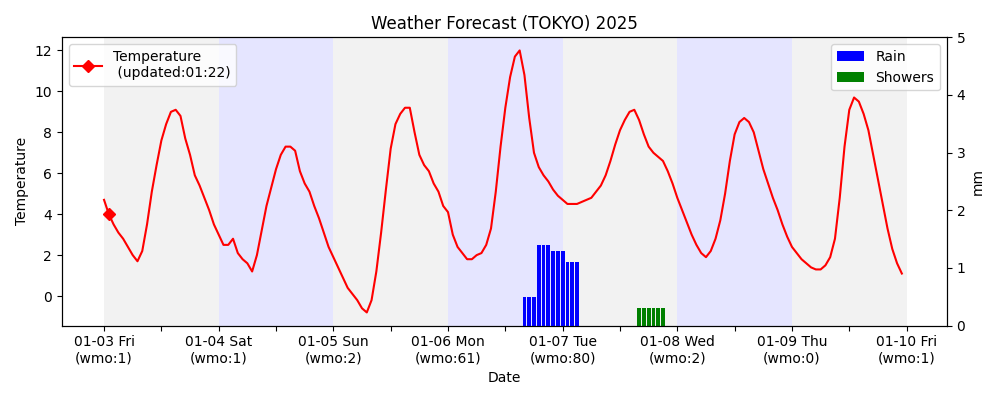 Weather Forecast (TOKYO) 2025
Temperature
(updated:01:22)
Rain
Showers
12
10
8
6
4
2
0
Temperature
5
4
3
2
1
0
mm
01-03 Fri
(wmo:1)
01-04 Sat
(wmo:1)
01-05 Sun
(wmo:2)
01-06 Mon
(wmo:61)
01-07 Tue
(wmo:80)
01-08 Wed
(wmo:2)
01-09 Thu
(wmo:0)
01-10 Fri
(wmo:1)
Date